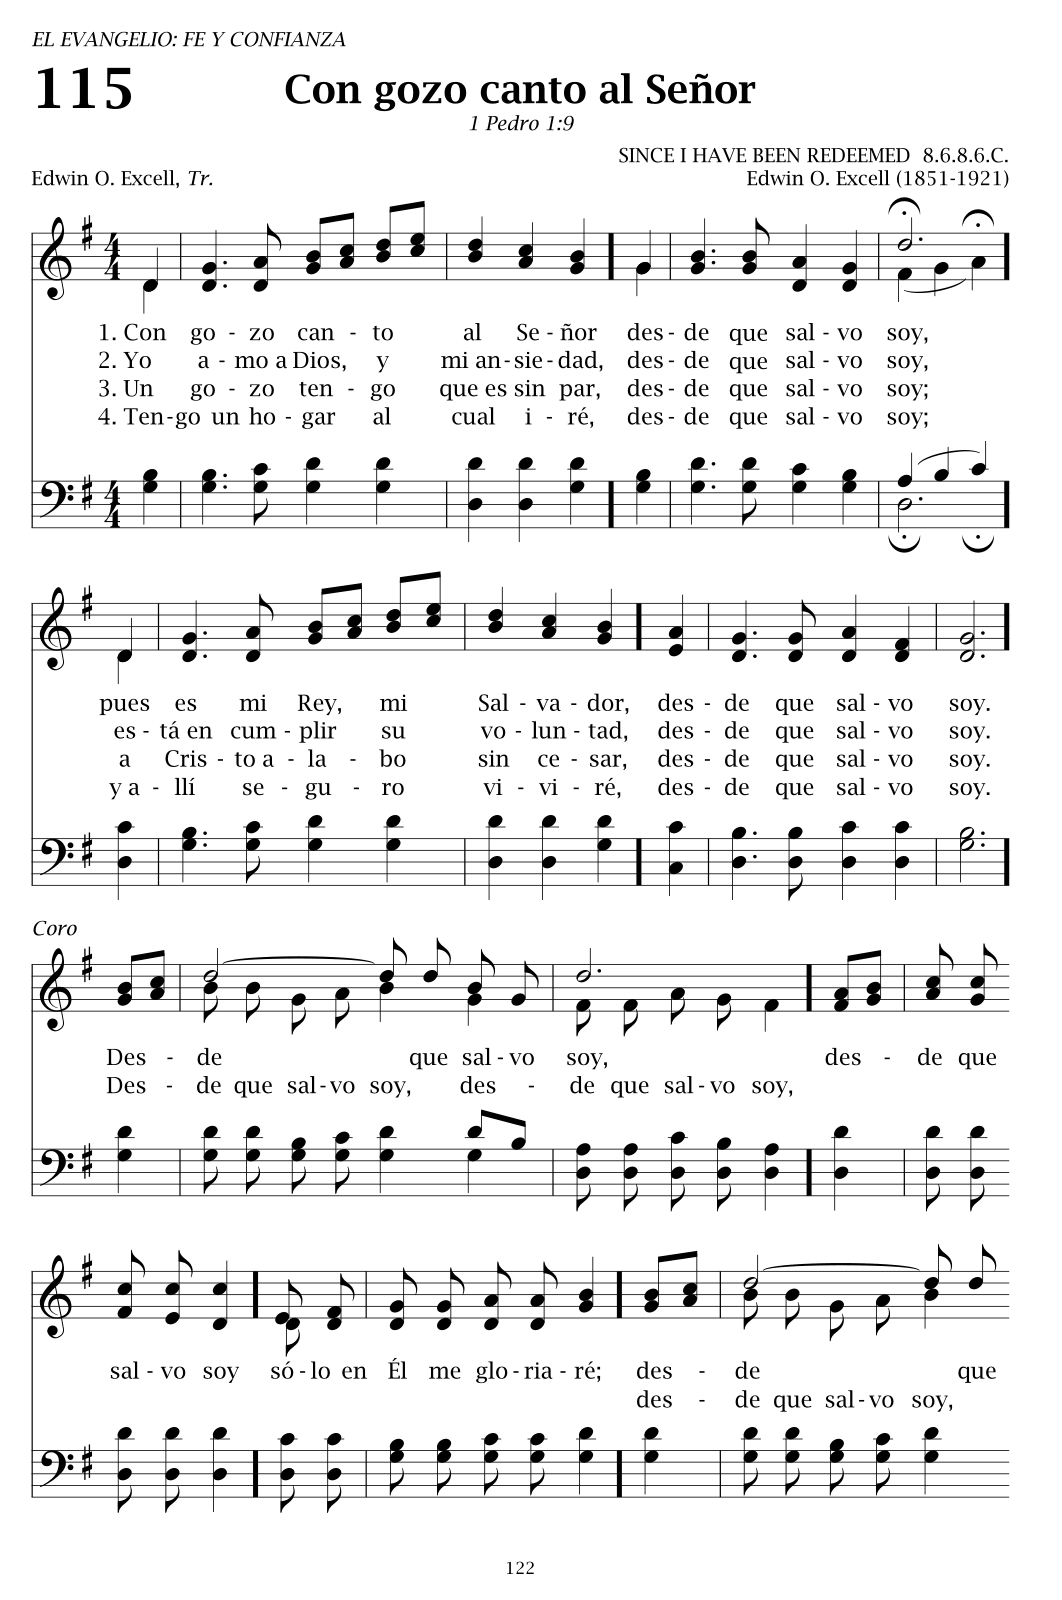 EL EVANGELIO: FE Y CONFIANZA
115 Con gozo canto al Señor
1 Pedro 1:9
SINCE I HAVE BEEN REDEEMED 8.6.8.6.C.
Edwin O. Excell, Tr. Edwin O. Excell (1851-1921)
1. Con go - zo can - to al Se - ñor des - de que sal - vo soy,
2. Yo a - mo a Dios, y mi an - sie - dad, des - de que sal - vo soy,
3. Un go - zo ten - go que es sin par, des - de que sal - vo soy;
4. Ten - go un ho - gar al cual i - ré, des - de que sal - vo soy;
pues es mi Rey, mi Sal - va - dor, des - de que sal - vo soy.
es - tá en cum - plir su vo - lun - tad, des - de que sal - vo soy.
a Cris - to a - la - bo sin ce - sar, des - de que sal - vo soy.
y a - llí se - gu - ro vi - vi - ré, des - de que sal - vo soy.
Coro
Des - de que sal - vo soy, des - de que
Des - de que sal - vo soy, des - de que sal - vo soy,
sal - vo soy só - lo en Él me glo - ria - ré; des - de que
des - de que sal - vo soy,
122